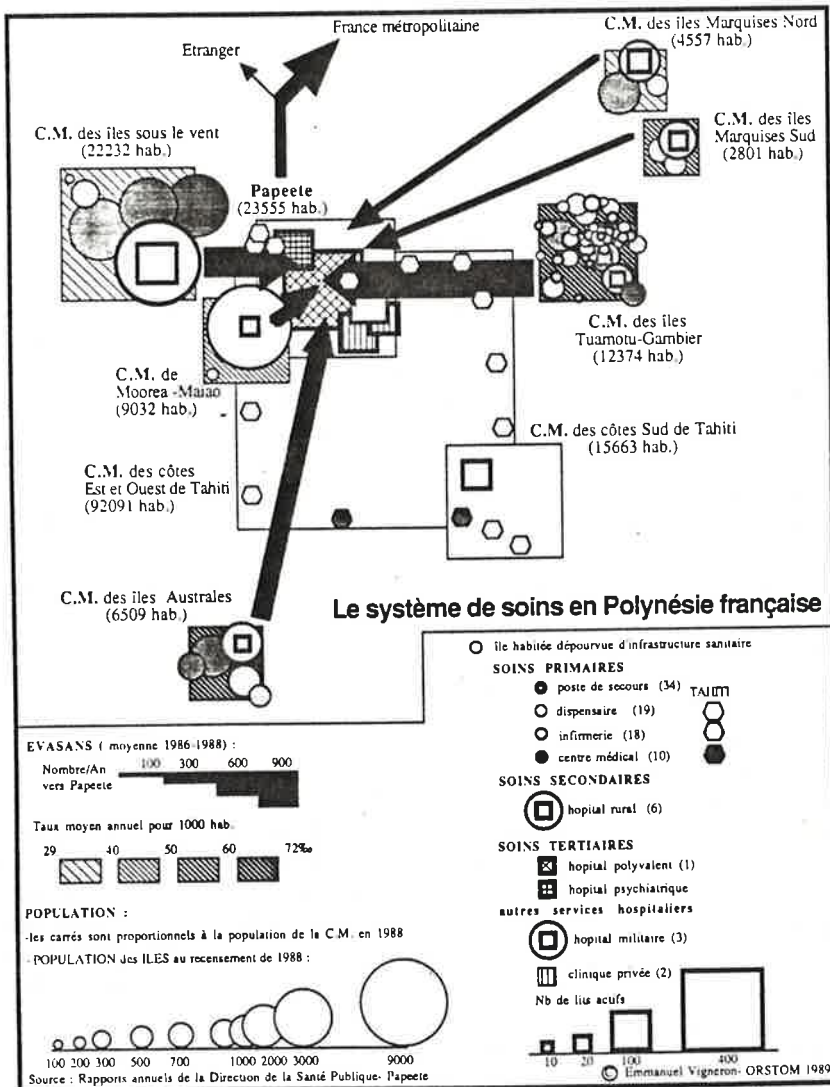 France métropolitaine
Etranger
C.M. des îles Marquises Nord
(4557 hab.)
C.M. des îles sous le vent
(22232 hab.)
C.M. des îles
Marquises Sud
(2801 hab.)
Papeete
(23555 hab.)
C.M. des îles
Tuamotu-Gambier
(12374 hab.)
C.M. de
Moorea -Maiao
(9032 hab.)
C.M. des côtes Sud de Tahiti
(15663 hab.)
C.M. des côtes
Est et Ouest de Tahiti
(92091 hab.)
C.M. des îles Australes
(6509 hab.)
Le système de soins en Polynésie française
île habitée dépourvue d'infrastructure sanitaire
SOINS PRIMAIRES
TAHITI
poste de secours (34)
dispensaire (19)
infirmerie (18)
centre médical (10)
SOINS SECONDAIRES
hopital rural (6)
SOINS TERTIAIRES
hopital polyvalent (1)
hopital psychiatrique
autres services hospitaliers
hopital militaire (3)
clinique privée (2)
Nb de lits actifs
10 20 100 400
© Emmanuel Vigneron- ORSTOM 1989
EVASANS ( moyenne 1986-1988) :
Nombre/An
vers Papeete
100 300 600 900
Taux moyen annuel pour 1000 hab.
29 40 50 60 72‰
POPULATION :
-les carrés sont proportionnels à la population de la C.M. en 1988
- POPULATION des ILES au recensement de 1988 :
100 200 300 500 700 1000 2000 3000 9000
Source : Rapports annuels de la Direction de la Santé Publique- Papeete